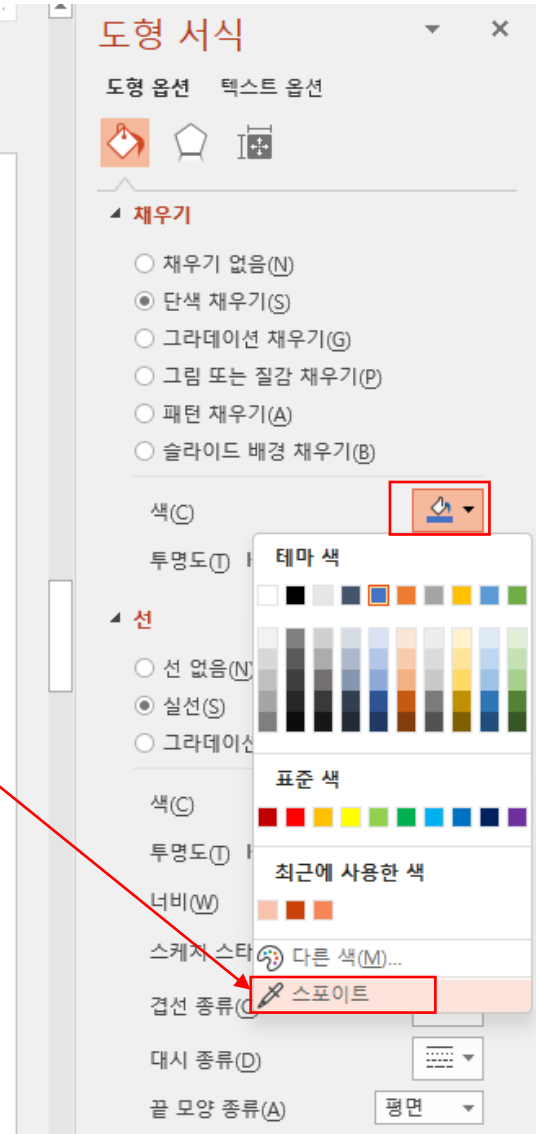 도형 서식
도형 옵션 텍스트 옵션
채우기
채우기 없음(N)
단색 채우기(S)
그라데이션 채우기(G)
그림 또는 질감 채우기(P)
패턴 채우기(A)
슬라이드 배경 채우기(B)
색(C)
투명도(T)
테마 색
선
선 없음(N)
실선(S)
그라데이션
표준 색
색(C)
투명도(T)
최근에 사용한 색
너비(W)
스케치 스타
다른 색(M)...
스포이트
겹선 종류(C
대시 종류(D)
끝 모양 종류(A) 평면